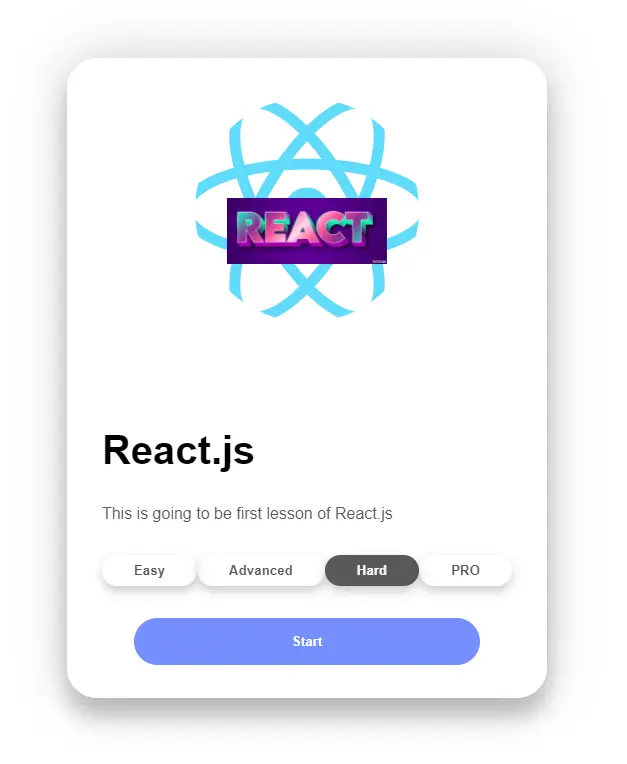 REACT
React.js
This is going to be first lesson of React.js
Easy Advanced Hard PRO
Start